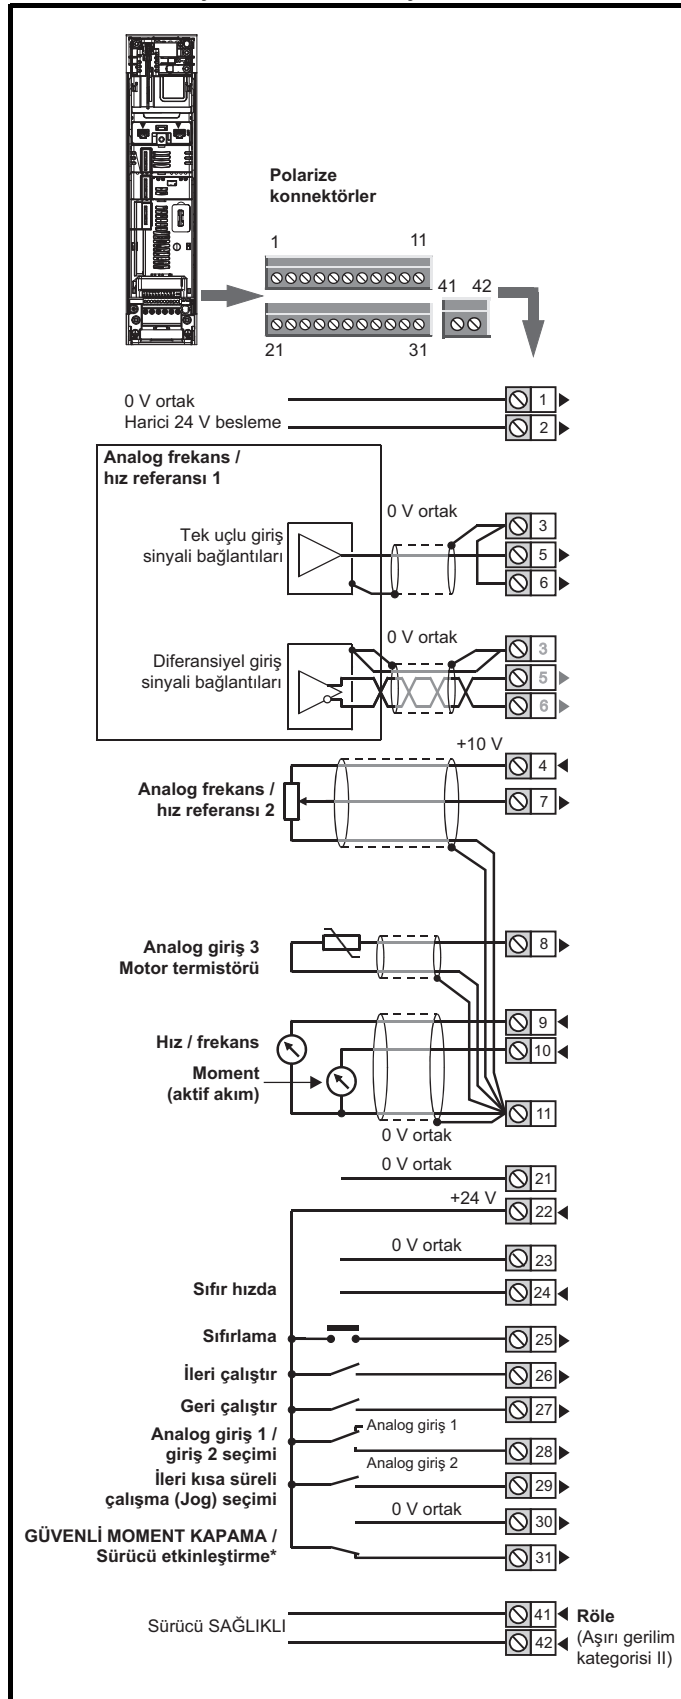 Polarize
konnektörler
1 11
41 42
21 31
0 V ortak
Harici 24 V besleme
1
2
Analog frekans /
hız referansı 1
0 V ortak
Tek uçlu giriş
sinyali bağlantıları
3
5
6
0 V ortak
Diferansiyel giriş
sinyali bağlantıları
3
5
6
+10 V
Analog frekans /
hız referansı 2
4
7
Analog giriş 3
Motor termistörü
8
Hız / frekans
Moment
(aktif akım)
9
10
11
0 V ortak
0 V ortak
21
+24 V
22
0 V ortak
23
Sıfır hızda
24
Sıfırlama
25
İleri çalıştır
26
Geri çalıştır
27
Analog giriş 1 /
giriş 2 seçimi
Analog giriş 1
28
Analog giriş 2
İleri kısa süreli
çalışma (Jog) seçimi
29
0 V ortak
30
GÜVENLİ MOMENT KAPAMA /
Sürücü etkinleştirme*
31
Sürücü SAĞLIKLI
41
42
Röle
(Aşırı gerilim
kategorisi II)